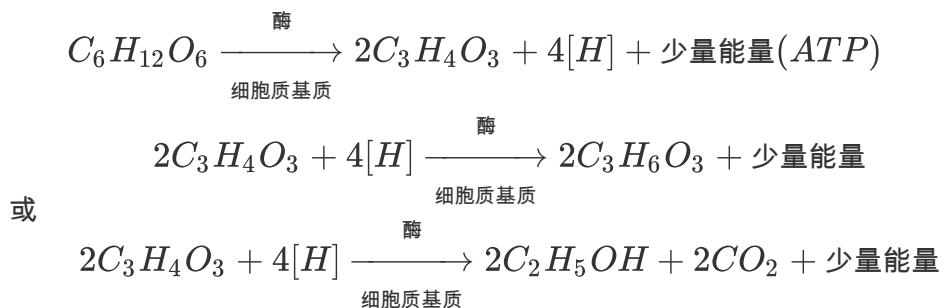 酶
C₆H₁₂O₆ ⟶ 2C₃H₄O₃ + 4[H] + 少量能量(ATP)
细胞质基质
酶
2C₃H₄O₃ + 4[H] ⟶ 2C₃H₆O₃ + 少量能量
细胞质基质
或
酶
2C₃H₄O₃ + 4[H] ⟶ 2C₂H₅OH + 2CO₂ + 少量能量
细胞质基质